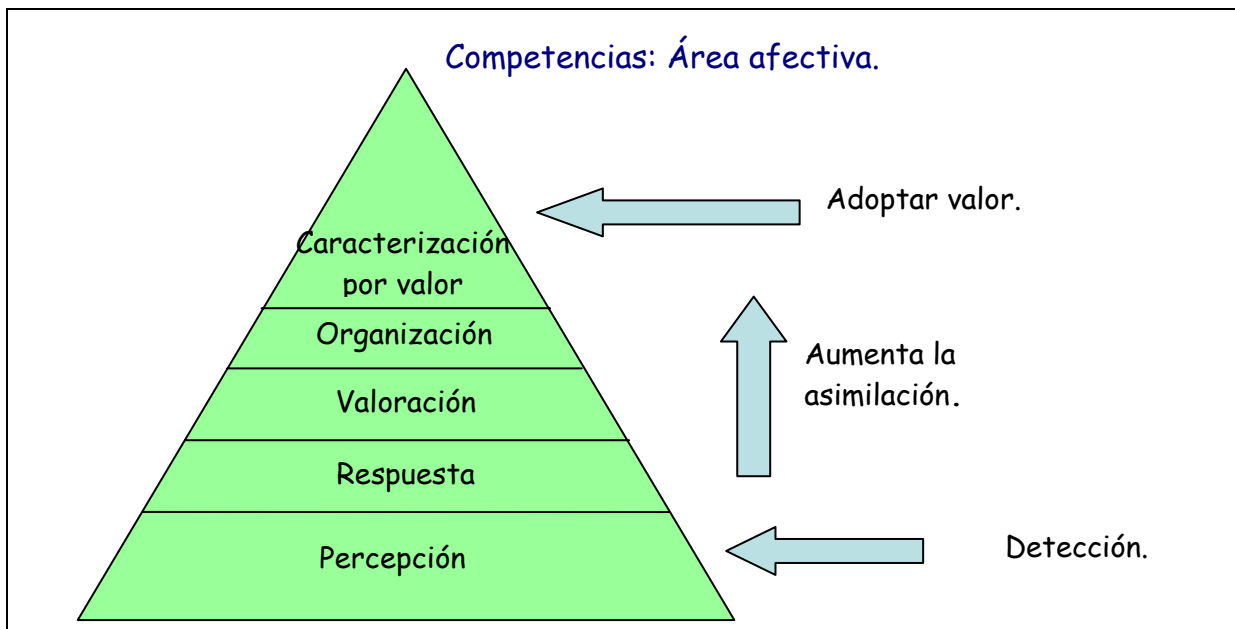 Competencias: Área afectiva.
Adoptar valor.
Caracterización
por valor
Organización
Aumenta la
asimilación.
Valoración
Respuesta
Percepción
Detección.